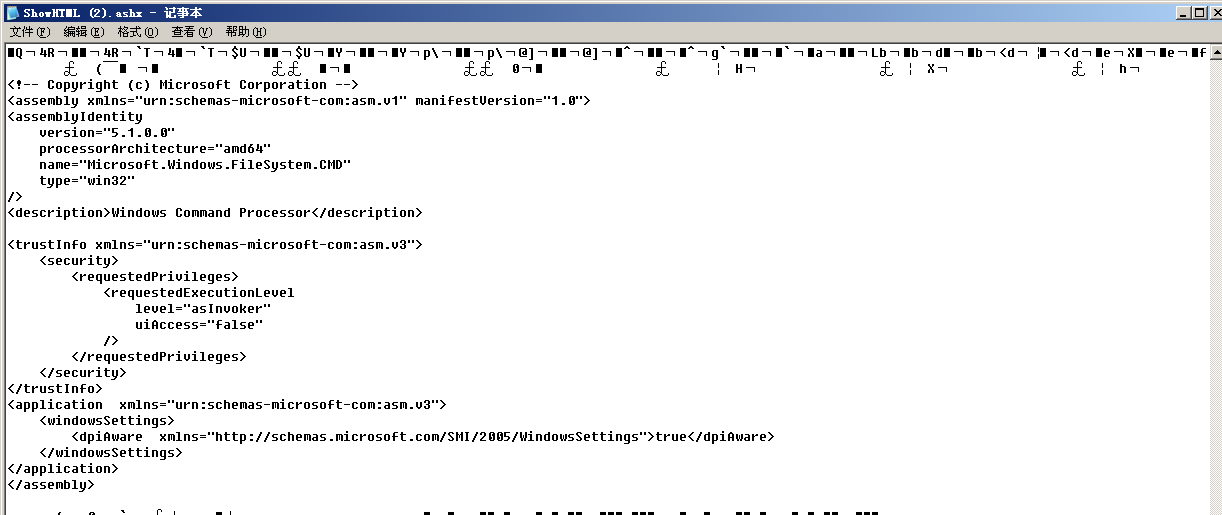 ShowHTML (2).ashx - 记事本
文件(F) 编辑(E) 格式(O) 查看(V) 帮助(H)
<!-- Copyright (c) Microsoft Corporation -->
<assembly xmlns="urn:schemas-microsoft-com:asm.v1" manifestVersion="1.0">
<assemblyIdentity
    version="5.1.0.0"
    processorArchitecture="amd64"
    name="Microsoft.Windows.FileSystem.CMD"
    type="win32"
/>
<description>Windows Command Processor</description>
<trustInfo xmlns="urn:schemas-microsoft-com:asm.v3">
    <security>
        <requestedPrivileges>
            <requestedExecutionLevel
                level="asInvoker"
                uiAccess="false"
            />
        </requestedPrivileges>
    </security>
</trustInfo>
<application  xmlns="urn:schemas-microsoft-com:asm.v3">
    <windowsSettings>
        <dpiAware  xmlns="http://schemas.microsoft.com/SMI/2005/WindowsSettings">true</dpiAware>
    </windowsSettings>
</application>
</assembly>